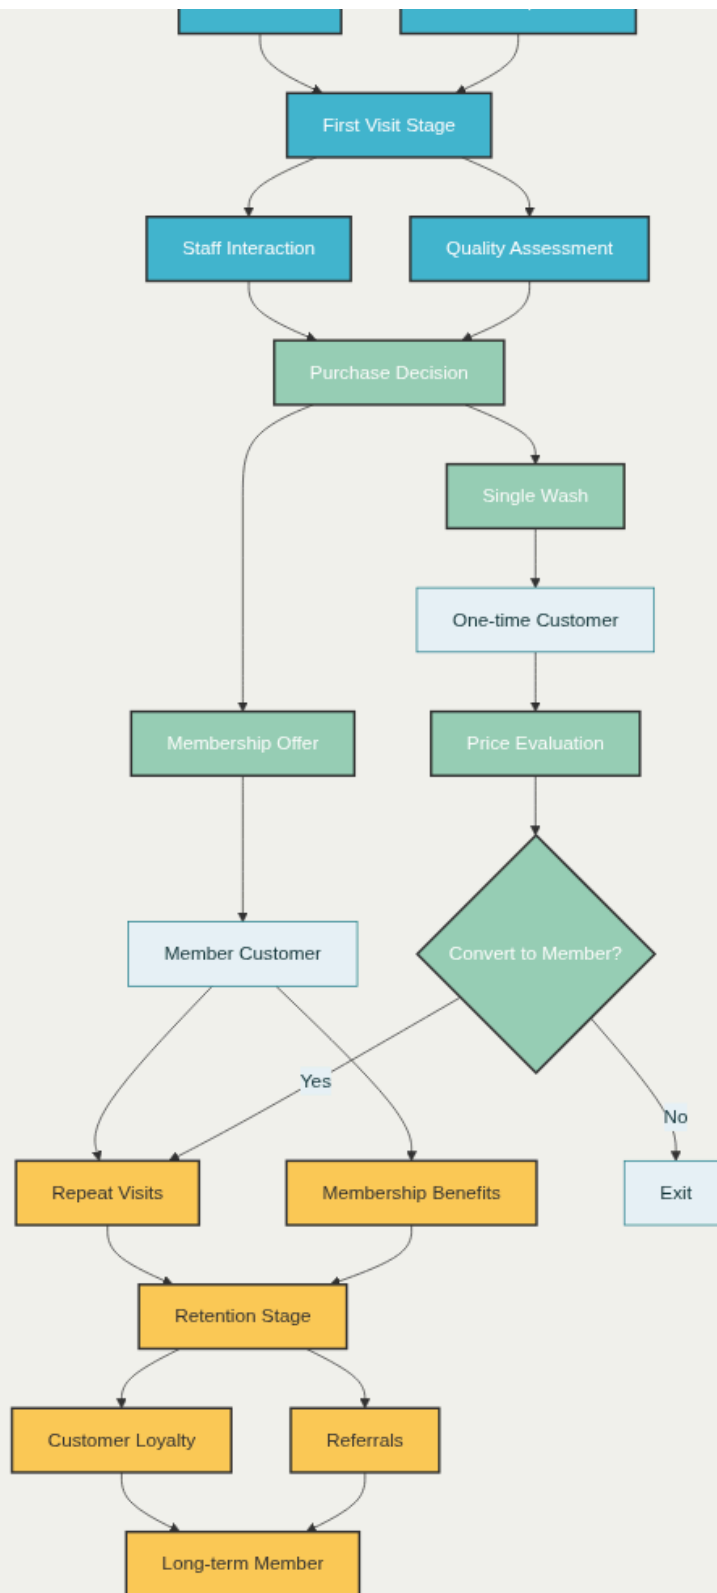 First Visit Stage
Staff Interaction
Quality Assessment
Purchase Decision
Single Wash
One-time Customer
Membership Offer
Price Evaluation
Member Customer
Convert to Member?
Yes
No
Repeat Visits
Membership Benefits
Exit
Retention Stage
Customer Loyalty
Referrals
Long-term Member